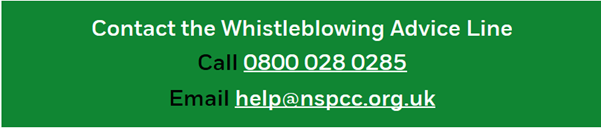 Contact the Whistleblowing Advice Line
Call 0800 028 0285
Email help@nspcc.org.uk